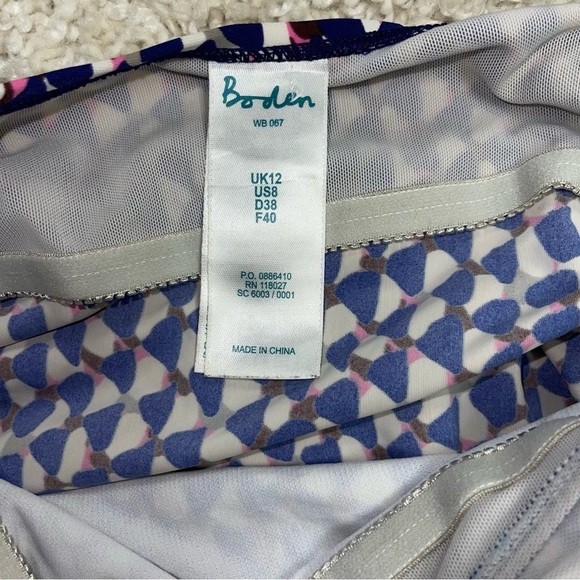 Boden
WB 067
UK12
US8
D38
F40
P.O. 0886410
RN 118027
SC 6003 / 0001
MADE IN CHINA